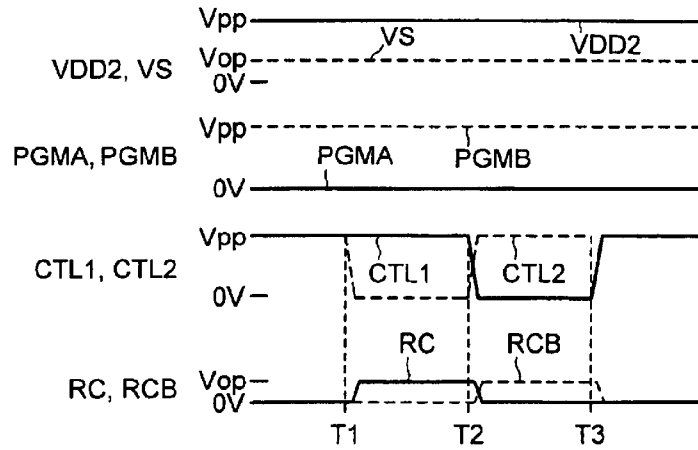 Vpp
VS
VDD2
VDD2, VS
Vop
0V
Vpp
PGMA, PGMB
PGMA
PGMB
0V
Vpp
CTL1, CTL2
CTL1
CTL2
0V
RC
RCB
RC, RCB
Vop
0V
T1
T2
T3